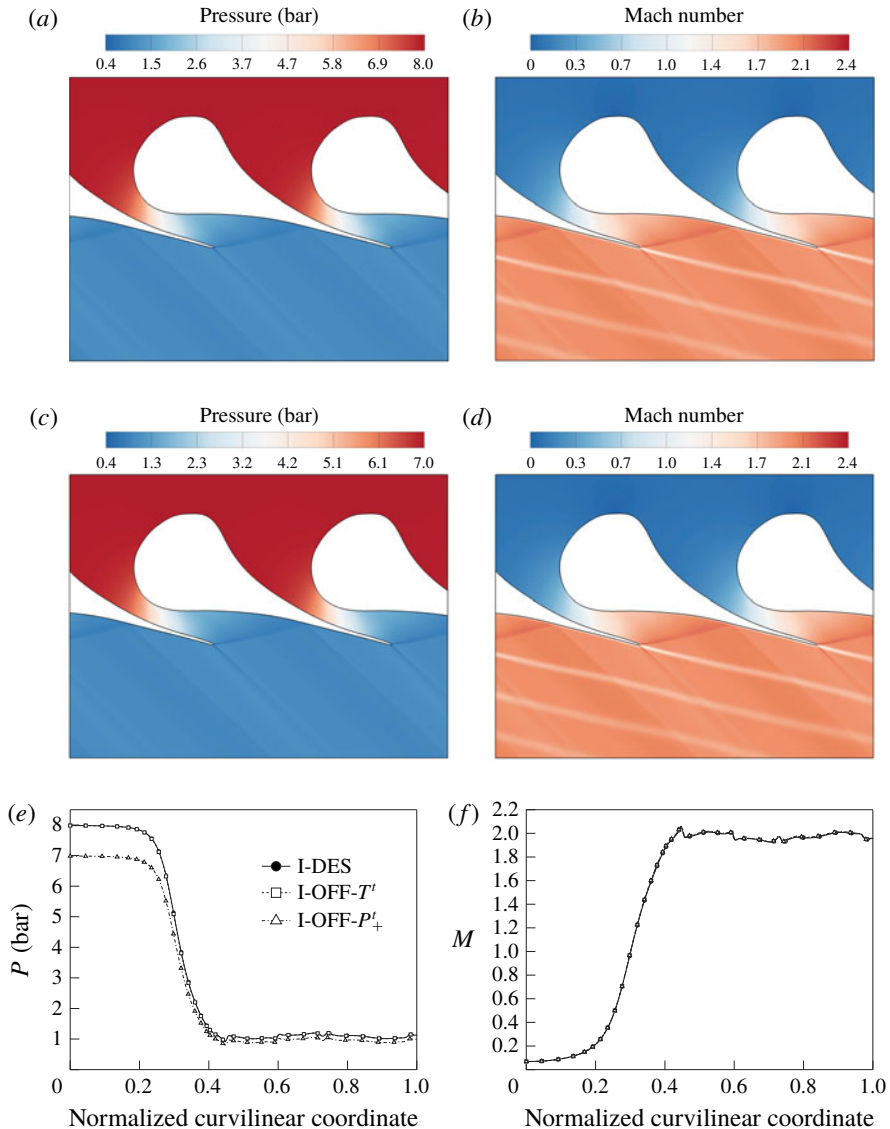 (a) Pressure (bar)
0.4 1.5 2.6 3.7 4.7 5.8 6.9 8.0
(b) Mach number
0 0.3 0.7 1.0 1.4 1.7 2.1 2.4
(c) Pressure (bar)
0.4 1.3 2.3 3.2 4.2 5.1 6.1 7.0
(d) Mach number
0 0.3 0.7 1.0 1.4 1.7 2.1 2.4
(e)
8
7
6
5
4
3
2
1
P (bar)
I-DES
I-OFF-Tᵗ
I-OFF-Pᵗ₊
0 0.2 0.4 0.6 0.8 1.0
Normalized curvilinear coordinate
(f)
2.2
2.0
1.8
1.6
1.4
1.2
1.0
0.8
0.6
0.4
0.2
M
0 0.2 0.4 0.6 0.8 1.0
Normalized curvilinear coordinate